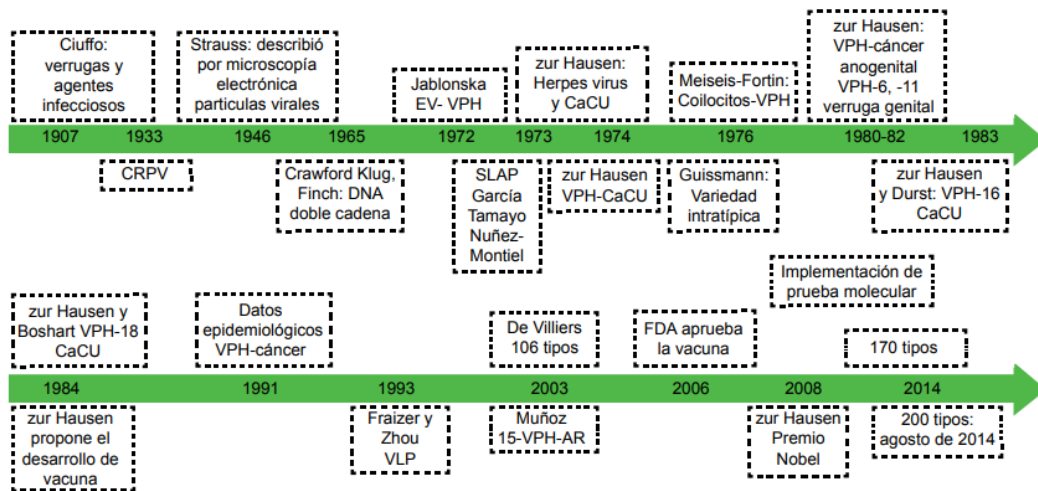 Ciuffo:
verrugas y
agentes
infecciosos
Strauss: describió
por microscopía
electrónica
particulas virales
Jablonska
EV- VPH
zur Hausen:
Herpes virus
y CaCU
Meiseis-Fortin:
Coilocitos-VPH
zur Hausen:
VPH-cáncer
anogenital
VPH-6, -11
verruga genital
1907 1933 1946 1965 1972 1973 1974 1976 1980-82 1983
CRPV
Crawford Klug,
Finch: DNA
doble cadena
SLAP
García
Tamayo
Nuñez-
Montiel
zur Hausen
VPH-CaCU
Guissmann:
Variedad
intratípica
zur Hausen
y Durst: VPH-16
CaCU
zur Hausen y
Boshart VPH-18
CaCU
Datos
epidemiológicos
VPH-cáncer
De Villiers
106 tipos
FDA aprueba
la vacuna
Implementación de
prueba molecular
170 tipos
1984 1991 1993 2003 2006 2008 2014
zur Hausen
propone el
desarrollo de
vacuna
Fraizer y
Zhou
VLP
Muñoz
15-VPH-AR
zur Hausen
Premio
Nobel
200 tipos:
agosto de 2014